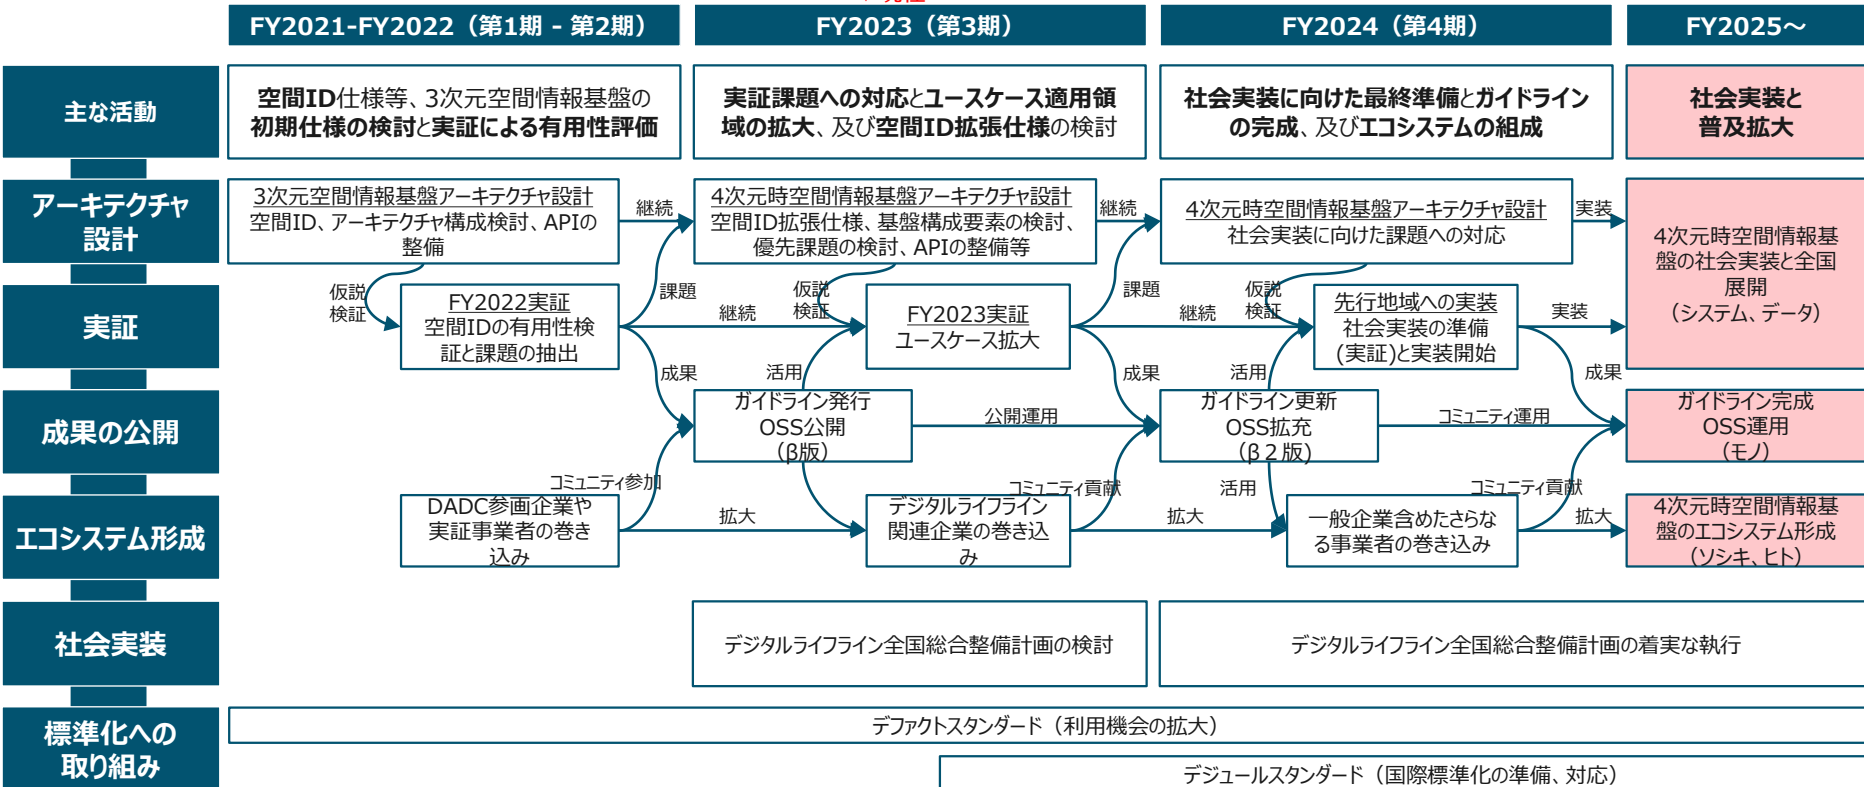 FY2021-FY2022（第1期 - 第2期）
FY2023（第3期）
FY2024（第4期）
FY2025～
主な活動
空間ID仕様等、3次元空間情報基盤の
初期仕様の検討と実証による有用性評価
実証課題への対応とユースケース適用領
域の拡大、及び空間ID拡張仕様の検討
社会実装に向けた最終準備とガイドライン
の完成、及びエコシステムの組成
社会実装と
普及拡大
アーキテクチャ
設計
3次元空間情報基盤アーキテクチャ設計
空間ID、アーキテクチャ構成検討、APIの
整備
継続
4次元時空間情報基盤アーキテクチャ設計
空間ID拡張仕様、基盤構成要素の検討、
優先課題の検討、APIの整備等
継続
4次元時空間情報基盤アーキテクチャ設計
社会実装に向けた課題への対応
実装
4次元時空間情報基
盤の社会実装と全国
展開
（システム、データ）
実証
仮説
検証
FY2022実証
空間IDの有用性検
証と課題の抽出
課題
継続
仮説
検証
FY2023実証
ユースケース拡大
課題
継続
仮説
検証
先行地域への実装
社会実装の準備
(実証)と実装開始
実装
成果
活用
成果
活用
成果
成果の公開
ガイドライン発行
OSS公開
（β版）
公開運用
ガイドライン更新
OSS拡充
（β２版）
コミュニティ運用
ガイドライン完成
OSS運用
（モノ）
コミュニティ参加
コミュニティ貢献
活用
コミュニティ貢献
エコシステム形成
DADC参画企業や
実証事業者の巻き
込み
拡大
デジタルライフライン
関連企業の巻き込
み
拡大
一般企業含めたさらな
る事業者の巻き込み
拡大
4次元時空間情報基
盤のエコシステム形成
（ソシキ、ヒト）
社会実装
デジタルライフライン全国総合整備計画の検討
デジタルライフライン全国総合整備計画の着実な執行
標準化への
取り組み
デファクトスタンダード（利用機会の拡大）
デジュールスタンダード（国際標準化の準備、対応）